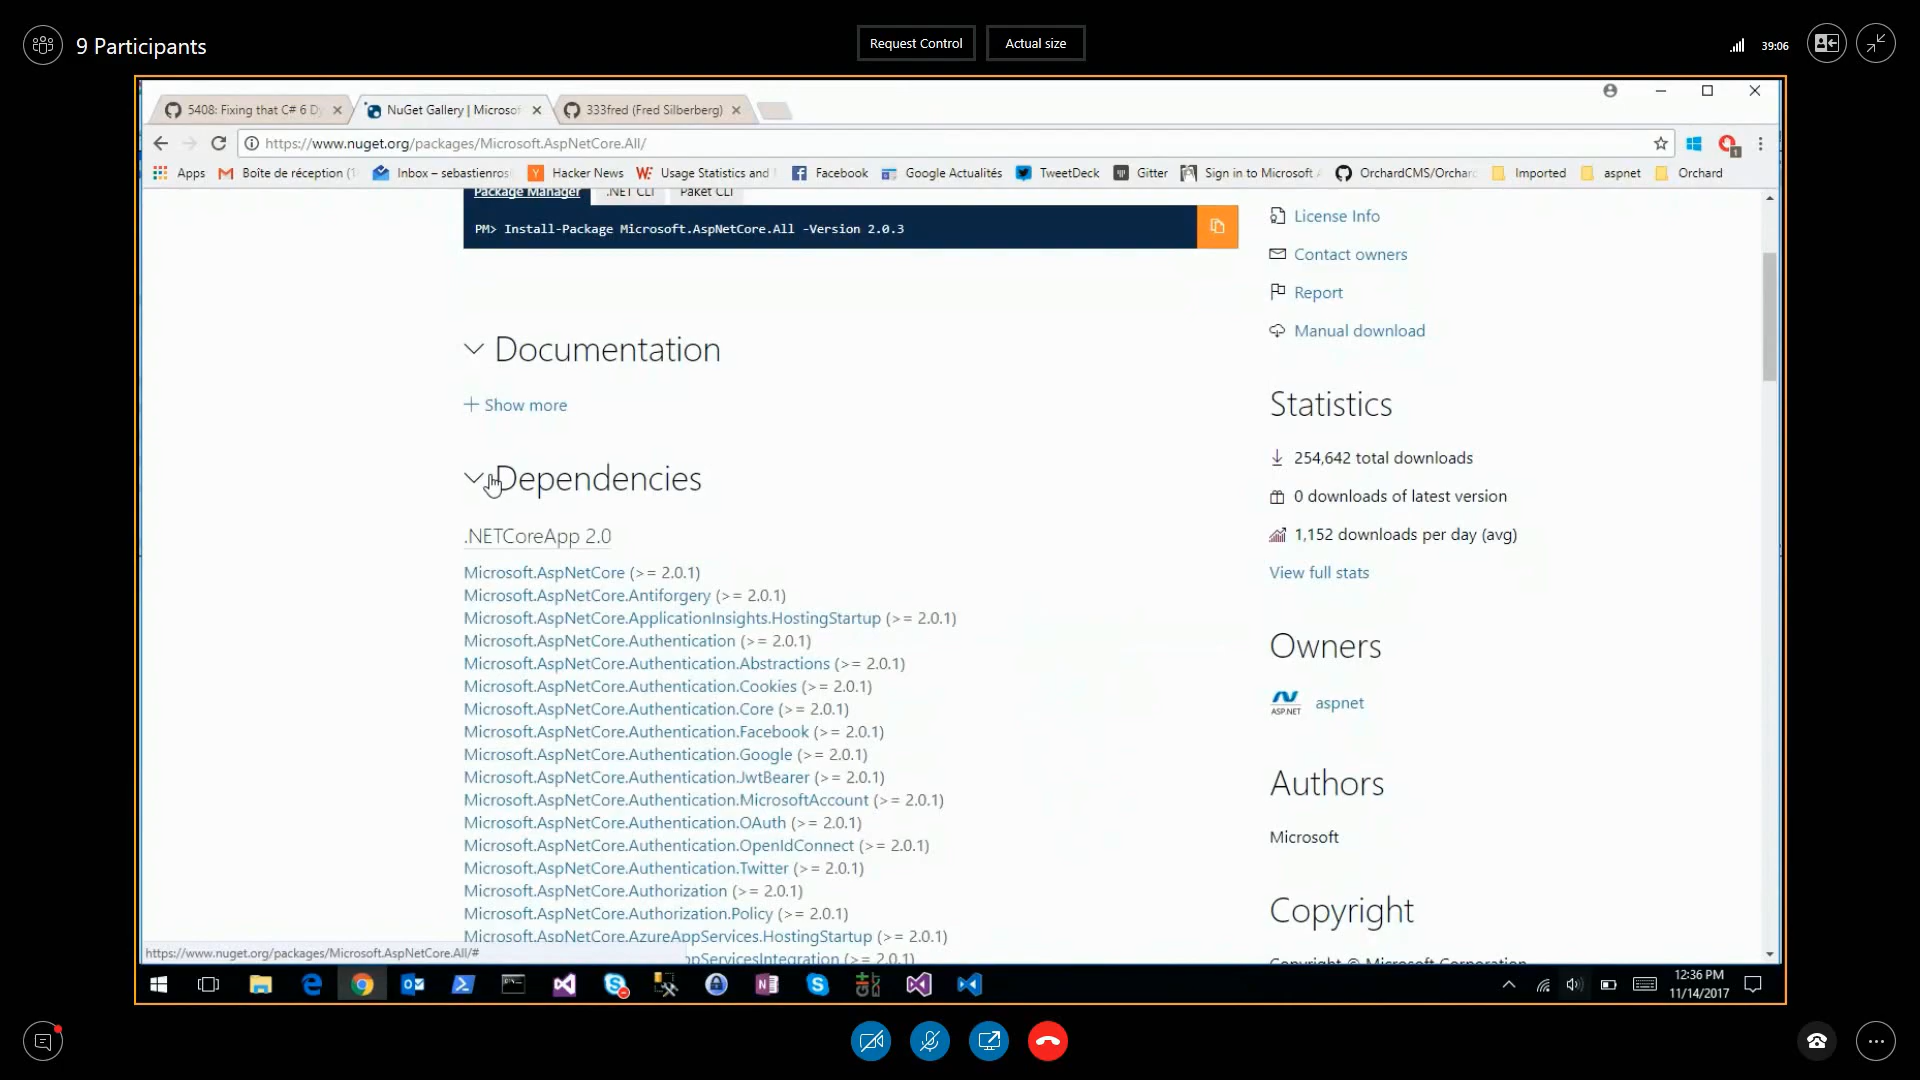 9 Participants
Request Control
Actual size
39:06
5408: Fixing that C# 6 D
NuGet Gallery | Microsof
333fred (Fred Silberberg)
https://www.nuget.org/packages/Microsoft.AspNetCore.All/
Apps
Boîte de réception (1
Inbox – sebastienros
Hacker News
Usage Statistics and
Facebook
Google Actualités
TweetDeck
Gitter
Sign in to Microsoft
OrchardCMS/Orchar
Imported
aspnet
Orchard
Package Manager
.NET CLI
Paket CLI
PM> Install-Package Microsoft.AspNetCore.All -Version 2.0.3
Documentation
Show more
Dependencies
.NETCoreApp 2.0
Microsoft.AspNetCore (>= 2.0.1)
Microsoft.AspNetCore.Antiforgery (>= 2.0.1)
Microsoft.AspNetCore.ApplicationInsights.HostingStartup (>= 2.0.1)
Microsoft.AspNetCore.Authentication (>= 2.0.1)
Microsoft.AspNetCore.Authentication.Abstractions (>= 2.0.1)
Microsoft.AspNetCore.Authentication.Cookies (>= 2.0.1)
Microsoft.AspNetCore.Authentication.Core (>= 2.0.1)
Microsoft.AspNetCore.Authentication.Facebook (>= 2.0.1)
Microsoft.AspNetCore.Authentication.Google (>= 2.0.1)
Microsoft.AspNetCore.Authentication.JwtBearer (>= 2.0.1)
Microsoft.AspNetCore.Authentication.MicrosoftAccount (>= 2.0.1)
Microsoft.AspNetCore.Authentication.OAuth (>= 2.0.1)
Microsoft.AspNetCore.Authentication.OpenIdConnect (>= 2.0.1)
Microsoft.AspNetCore.Authentication.Twitter (>= 2.0.1)
Microsoft.AspNetCore.Authorization (>= 2.0.1)
Microsoft.AspNetCore.Authorization.Policy (>= 2.0.1)
Microsoft.AspNetCore.AzureAppServices.HostingStartup (>= 2.0.1)
ppServicesIntegration (>= 2.0.1)
License Info
Contact owners
Report
Manual download
Statistics
254,642 total downloads
0 downloads of latest version
1,152 downloads per day (avg)
View full stats
Owners
ASP.NET
aspnet
Authors
Microsoft
Copyright
Copyright © Microsoft Corporation
https://www.nuget.org/packages/Microsoft.AspNetCore.All/#
12:36 PM
11/14/2017